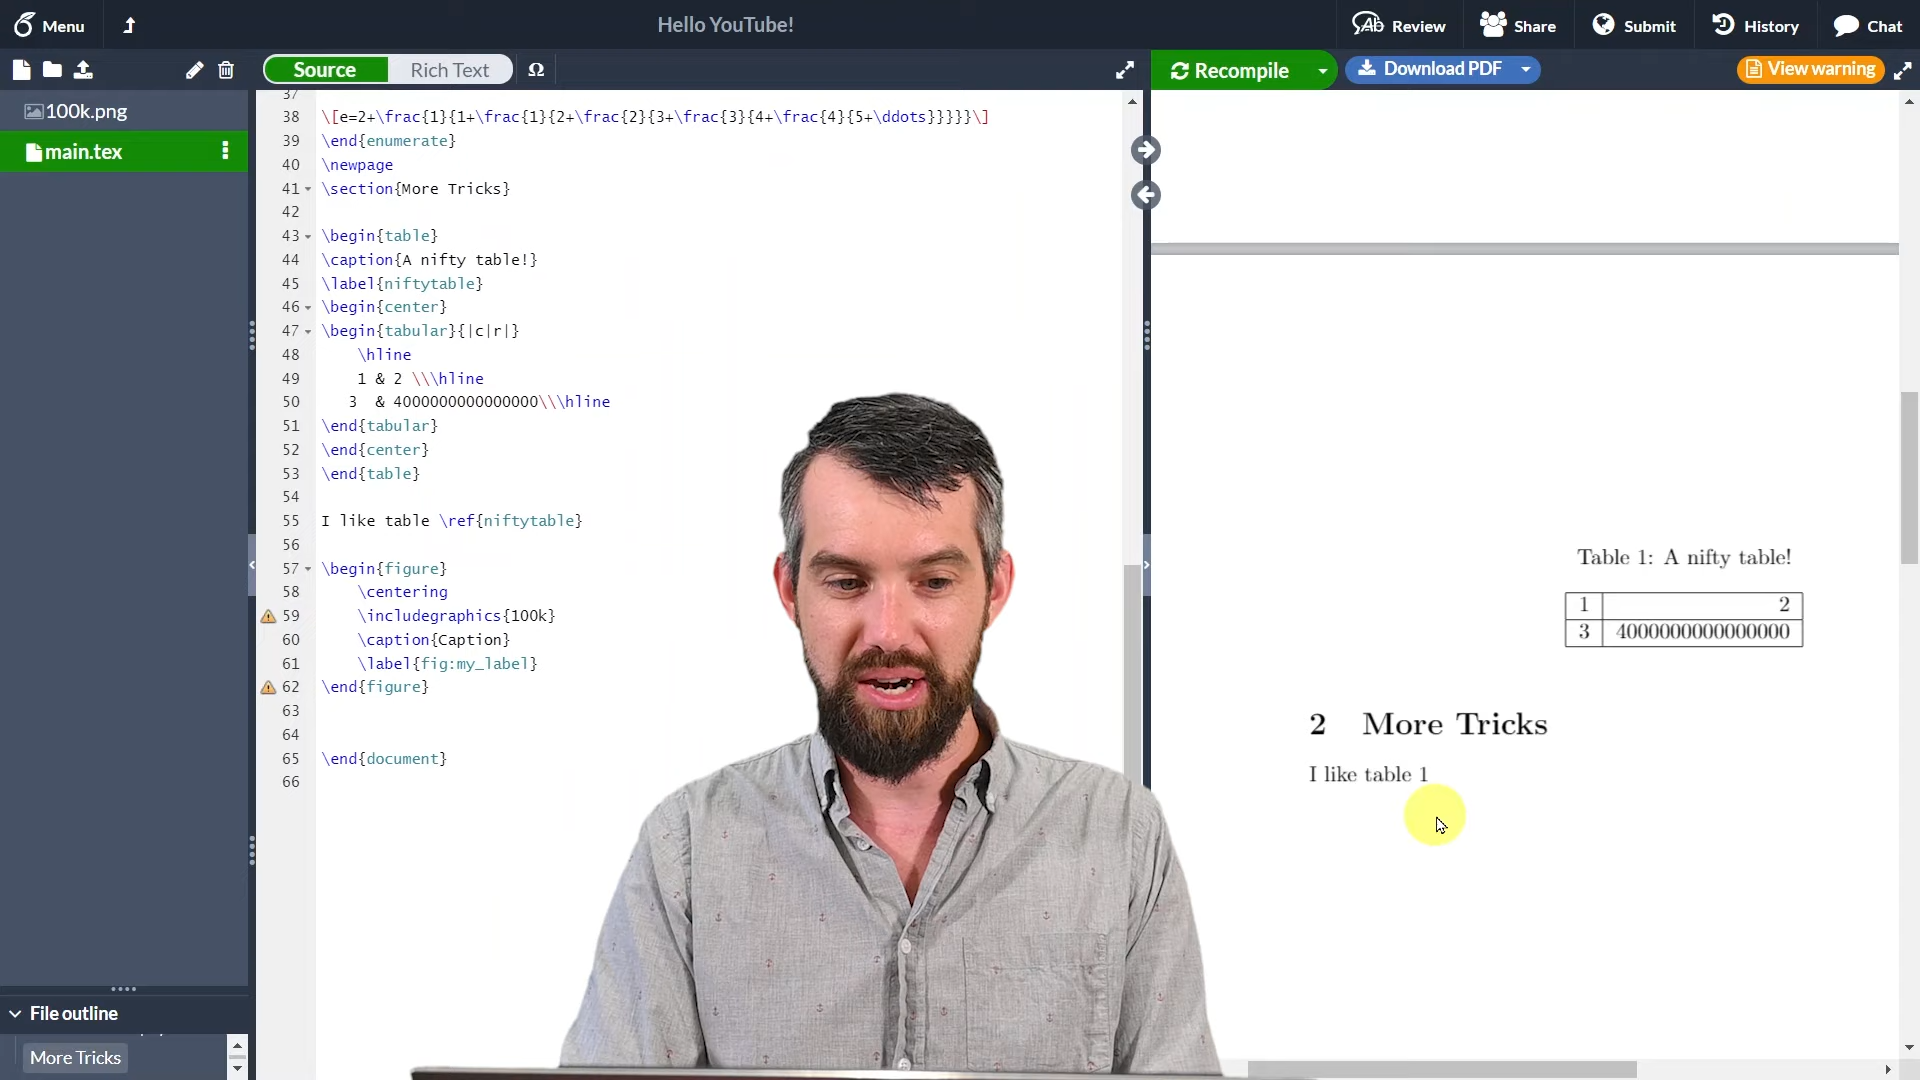 Menu
Hello YouTube!
Review
Share
Submit
History
Chat
Source
Rich Text
Ω
Recompile
Download PDF
View warning
100k.png
main.tex
37
38 \[e=2+\frac{1}{1+\frac{1}{2+\frac{2}{3+\frac{3}{4+\frac{4}{5+\ddots}}}}}\]
39 \end{enumerate}
40 \newpage
41 \section{More Tricks}
42
43 \begin{table}
44 \caption{A nifty table!}
45 \label{niftytable}
46 \begin{center}
47 \begin{tabular}{|c|r|}
48 \hline
49 1 & 2 \\\hline
50 3 & 4000000000000000\\\hline
51 \end{tabular}
52 \end{center}
53 \end{table}
54
55 I like table \ref{niftytable}
56
57 \begin{figure}
58 \centering
59 \includegraphics{100k}
60 \caption{Caption}
61 \label{fig:my_label}
62 \end{figure}
63
64
65 \end{document}
66
Table 1: A nifty table!
1 2
3 4000000000000000
2 More Tricks
I like table 1
File outline
More Tricks